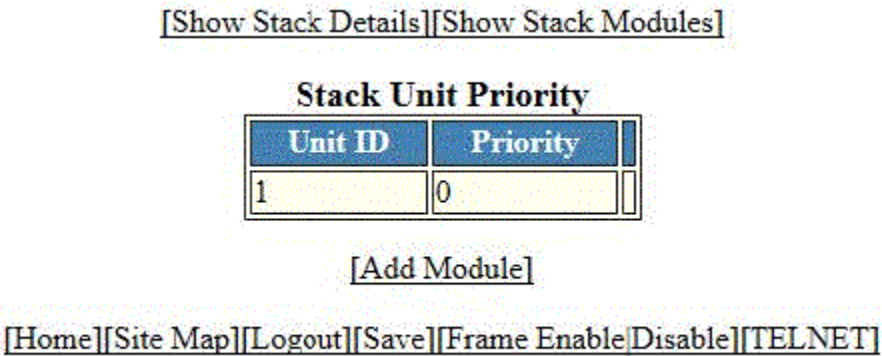 [Show Stack Details][Show Stack Modules]
Stack Unit Priority
Unit ID Priority
1 0
[Add Module]
[Home][Site Map][Logout][Save][Frame Enable|Disable][TELNET]